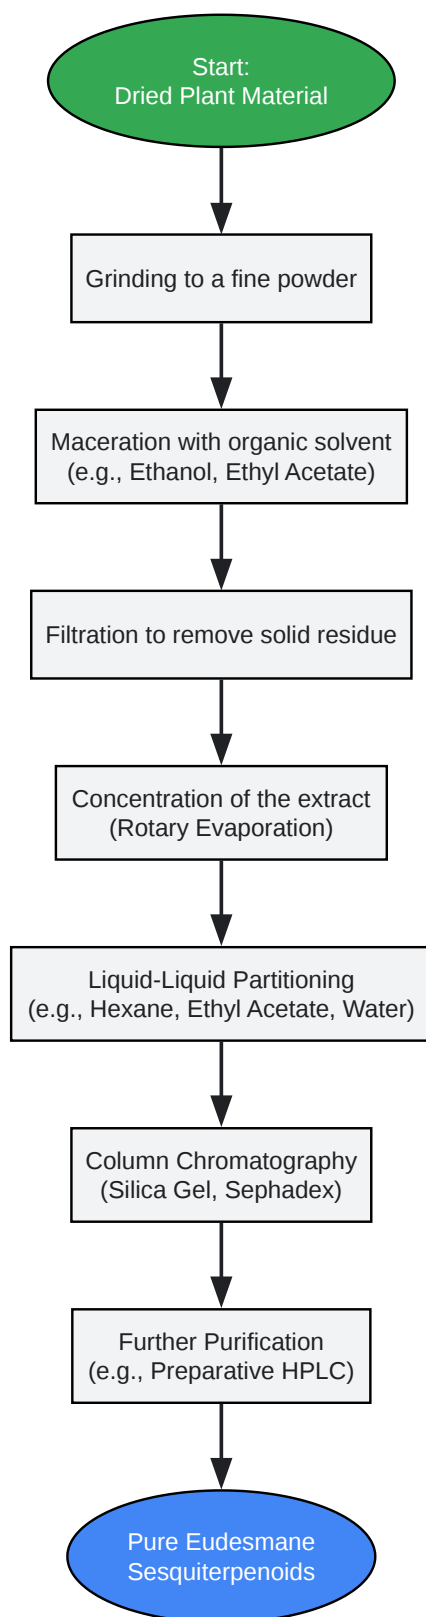 Start:
Dried Plant Material
Grinding to a fine powder
Maceration with organic solvent
(e.g., Ethanol, Ethyl Acetate)
Filtration to remove solid residue
Concentration of the extract
(Rotary Evaporation)
Liquid-Liquid Partitioning
(e.g., Hexane, Ethyl Acetate, Water)
Column Chromatography
(Silica Gel, Sephadex)
Further Purification
(e.g., Preparative HPLC)
Pure Eudesmane
Sesquiterpenoids